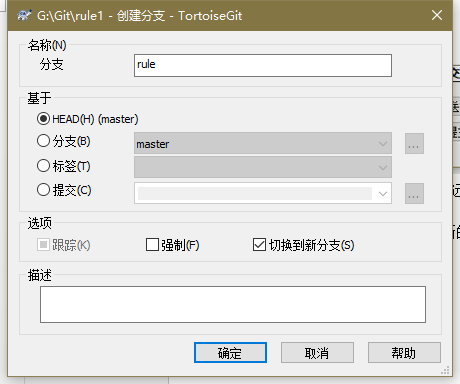 G:\Git\rule1 - 创建分支 - TortoiseGit
名称(N)
分支 rule
基于
HEAD(H) (master)
分支(B) master ...
标签(T)
提交(C) ...
选项
跟踪(K) 强制(F) 切换到新分支(S)
描述
确定 取消 帮助